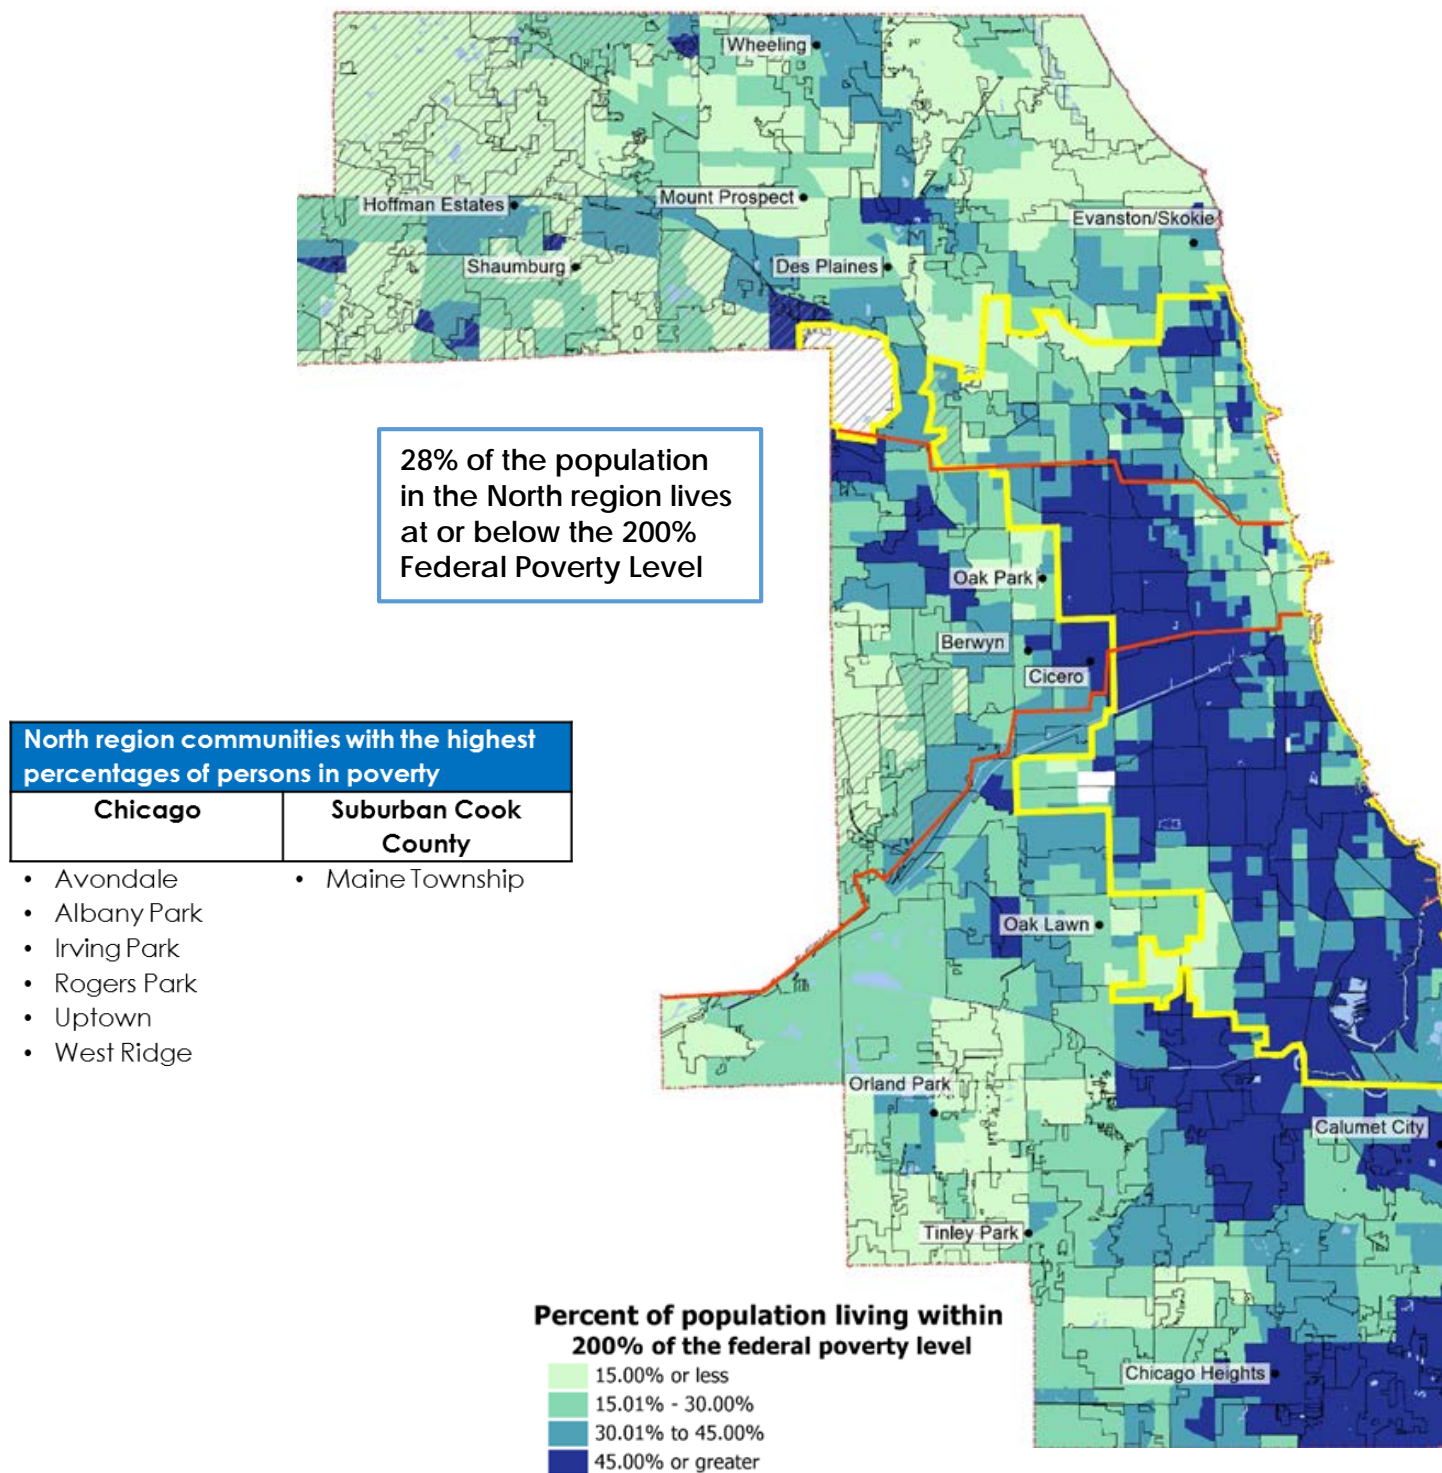 Wheeling
Hoffman Estates
Mount Prospect
Evanston/Skokie
Shaumburg
Des Plaines
28% of the population
in the North region lives
at or below the 200%
Federal Poverty Level
Oak Park
Berwyn
Cicero
North region communities with the highest
percentages of persons in poverty
Chicago
Suburban Cook
County
• Avondale
• Albany Park
• Irving Park
• Rogers Park
• Uptown
• West Ridge
• Maine Township
Oak Lawn
Orland Park
Calumet City
Tinley Park
Chicago Heights
Percent of population living within
200% of the federal poverty level
15.00% or less
15.01% - 30.00%
30.01% to 45.00%
45.00% or greater